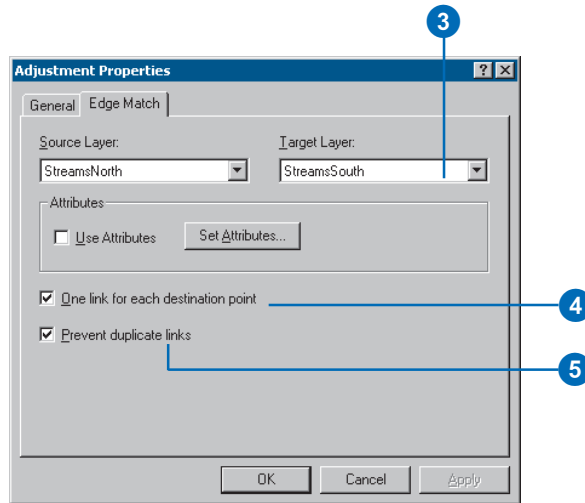 3
Adjustment Properties
General Edge Match
Source Layer: Target Layer:
StreamsNorth StreamsSouth
Attributes
Use Attributes Set Attributes...
One link for each destination point
4
Prevent duplicate links
5
OK Cancel Apply